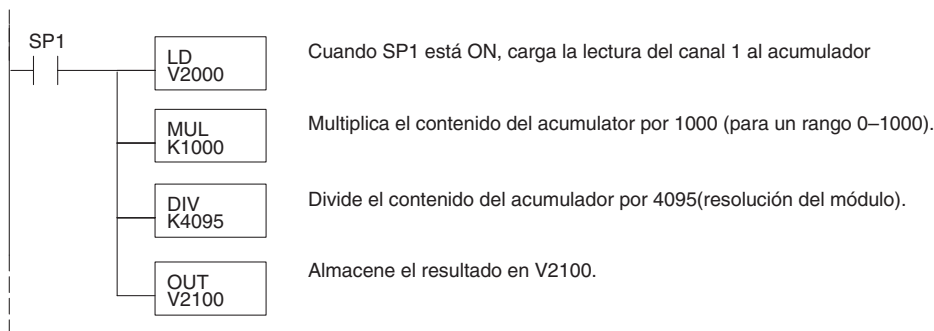 SP1
LD
V2000
Cuando SP1 está ON, carga la lectura del canal 1 al acumulador
MUL
K1000
Multiplica el contenido del acumulator por 1000 (para un rango 0–1000).
DIV
K4095
Divide el contenido del acumulador por 4095(resolución del módulo).
OUT
V2100
Almacene el resultado en V2100.